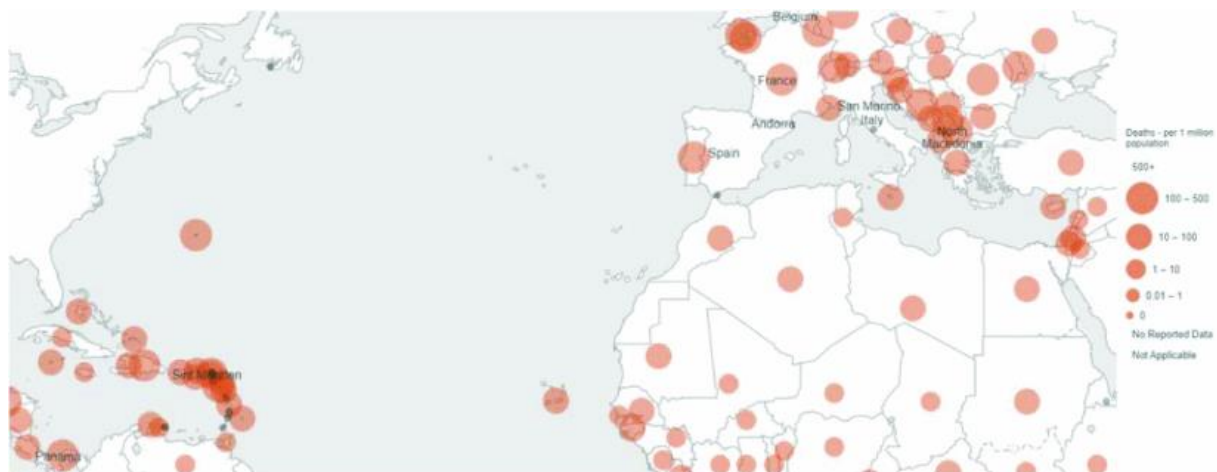 Belgium
France
San Marino
Italy
Andorra
North
Macedonia
Spain
Deaths - per 1 million
population
500+
100 – 500
10 – 100
1 – 10
0.01 – 1
0
No Reported Data
Not Applicable
Sint Maarten
Panama